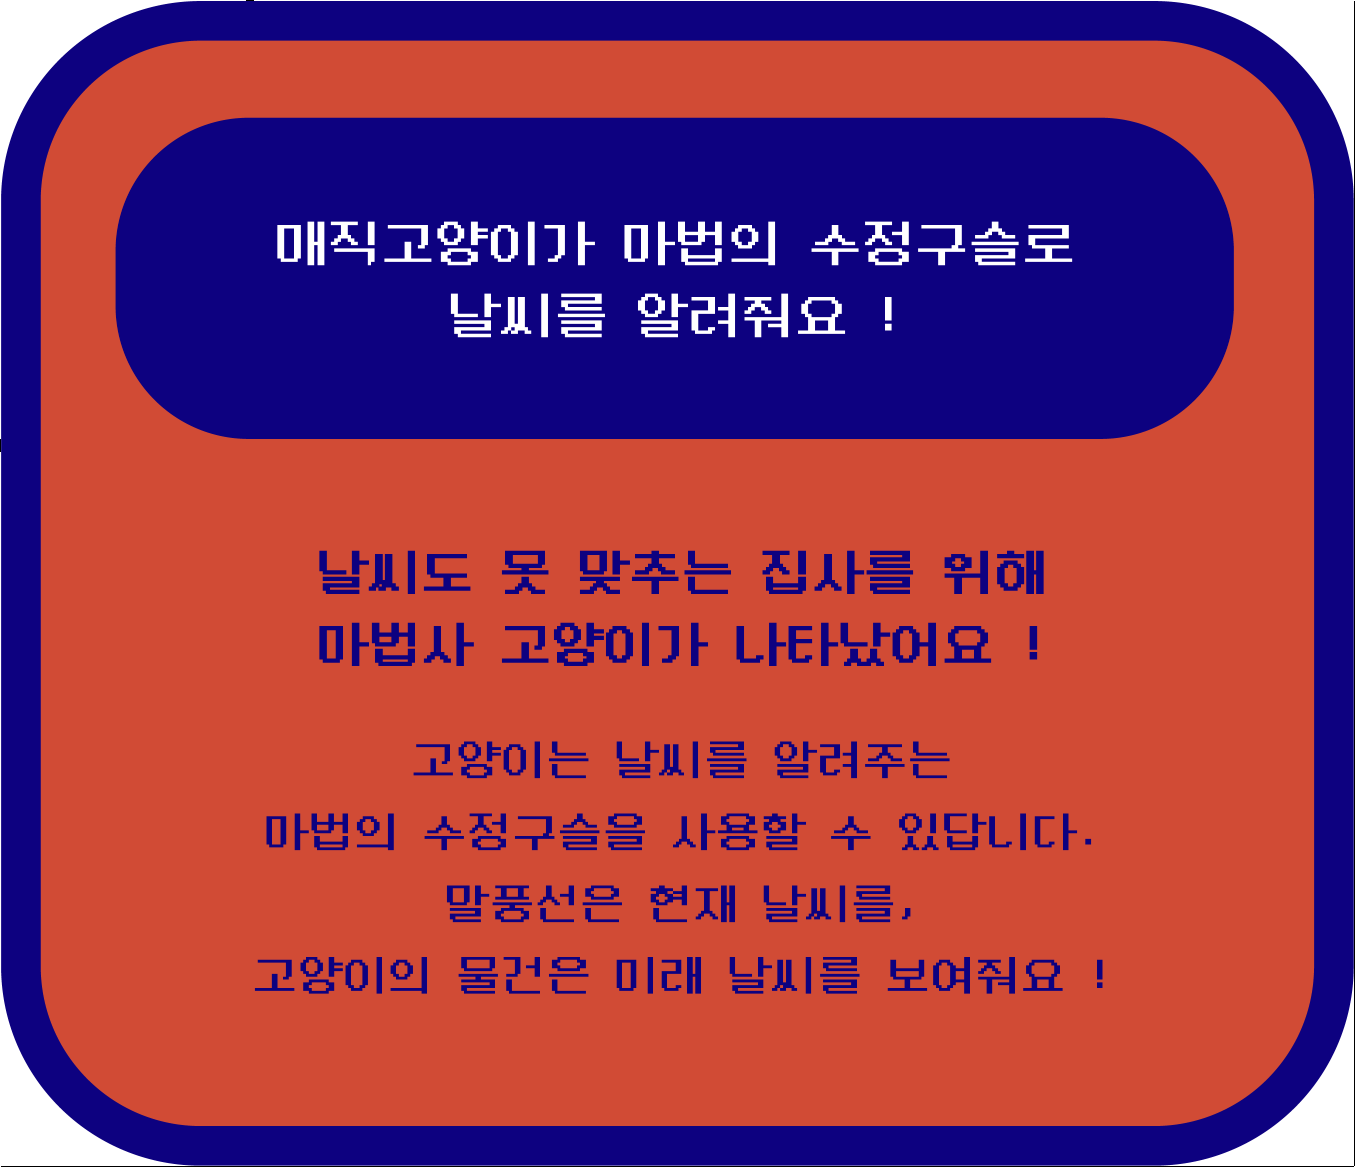 매직고양이가 마법의 수정구슬로
날씨를 알려줘요 !
날씨도 못 맞추는 집사를 위해
마법사 고양이가 나타났어요 !
고양이는 날씨를 알려주는
마법의 수정구슬을 사용할 수 있답니다.
말풍선은 현재 날씨를,
고양이의 물건은 미래 날씨를 보여줘요 !